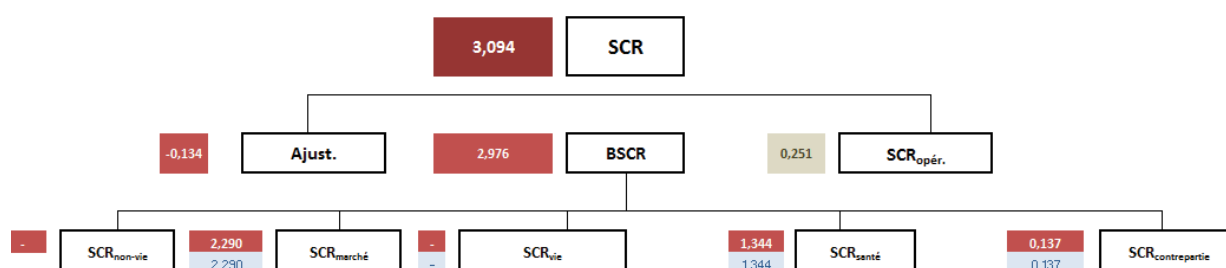 3,094 SCR
-0,134 Ajust. 2,976 BSCR 0,251 SCRopér.
- SCRnon-vie 2,290 SCRmarché - SCRvie 1,344 SCRsanté 0,137 SCRcontrepartie
2,290 - 1,344 0,137